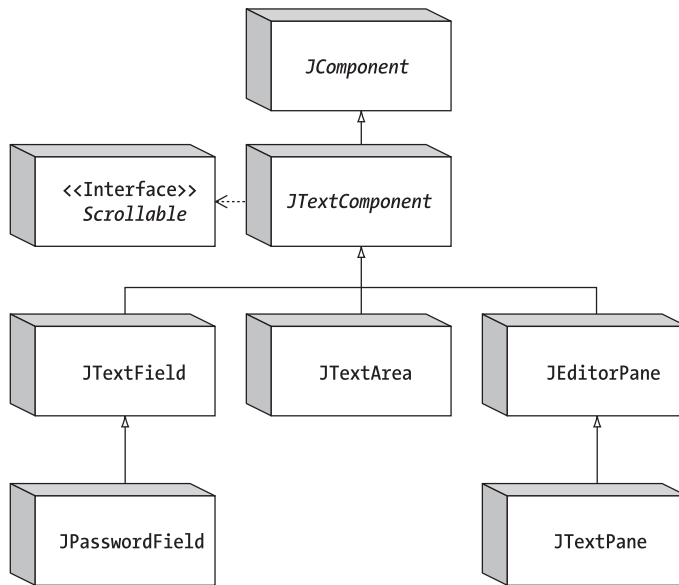 JComponent
<<Interface>>
Scrollable
JTextComponent
JTextField
JTextArea
JEditorPane
JPasswordField
JTextPane